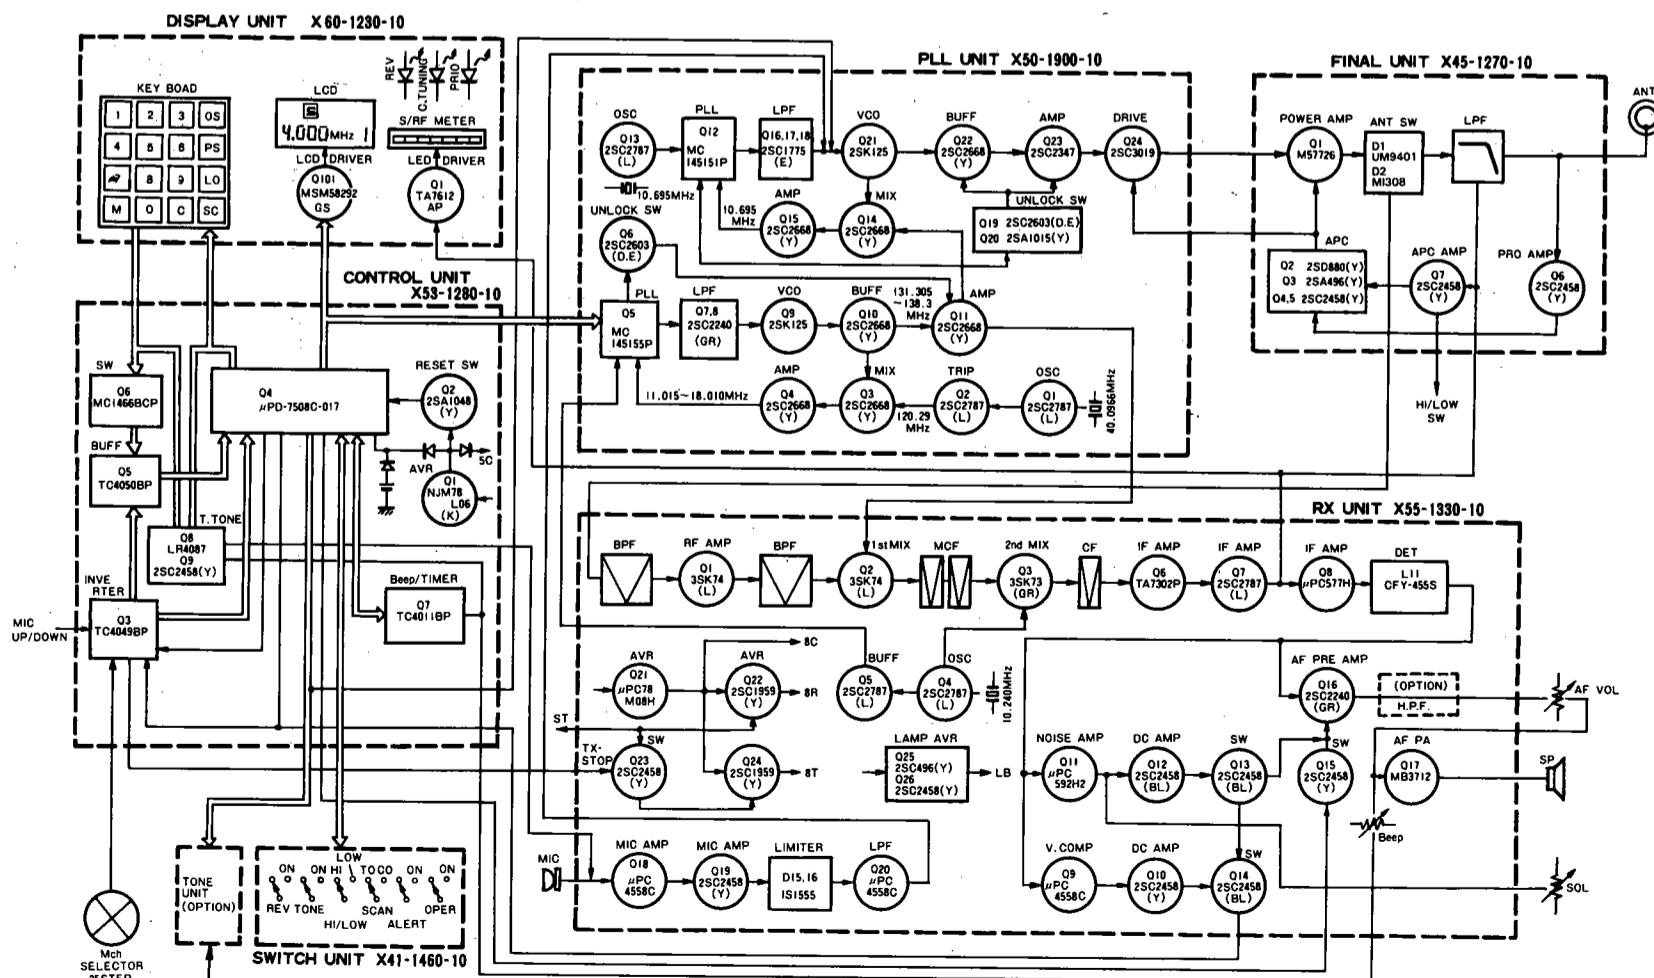 DISPLAY UNIT X60-1230-10
KEY BOAD
1 2 3 OS
4 5 6 PS
8 9 LO
M 0 C SC
LCD
S
4.000 MHz 1
LCD DRIVER
Q101
MSM58292
GS
REV
C.TUNING
PRIO
S/RF METER
LED DRIVER
Q1
TA7612
AP
CONTROL UNIT
X53-1280-10
SW
Q6
MC1466BCP
BUFF
Q5
TC4050BP
Q4
μPD-7508C-017
RESET SW
Q2
2SA1048
(Y)
AVR
5C
Q1
NJM78
L06
(K)
T.TONE
Q8
LR4087
Q9
2SC2458(Y)
INVE
RTER
Q3
TC4049BP
MIC
UP/DOWN
Beep/TIMER
Q7
TC4011BP
PLL UNIT X50-1900-10
OSC
Q13
2SC2787
(L)
10.695MHz
PLL
Q12
MC
145151P
LPF
Q16,17,18
2SC1775
(E)
VCO
Q21
2SK125
BUFF
Q22
2SC2668
(Y)
AMP
Q23
2SC2347
DRIVE
Q24
2SC3019
UNLOCK SW
Q6
2SC2603
(D.E)
10.695
MHz
AMP
Q15
2SC2668
(Y)
MIX
Q14
2SC2668
(Y)
UNLOCK SW
Q19 2SC2603(D.E)
Q20 2SA1015(Y)
PLL
Q5
MC
145155P
LPF
Q7,8
2SC2240
(GR)
VCO
Q9
2SK125
BUFF
Q10
2SC2668
(Y)
131.305
~138.3
MHz
AMP
Q11
2SC2668
(Y)
11.015~18.010MHz
AMP
Q4
2SC2668
(Y)
MIX
Q3
2SC2668
(Y)
120.29
MHz
TRIP
Q2
2SC2787
(L)
OSC
Q1
2SC2787
(L)
40.0966MHz
FINAL UNIT X45-1270-10
POWER AMP
Q1
M57726
ANT SW
D1
UM9401
D2
MI308
LPF
ANT
APC
Q2 2SD880(Y)
Q3 2SA496(Y)
Q4,5 2SC2458(Y)
APC AMP
Q7
2SC2458
(Y)
PRO AMP
Q6
2SC2458
(Y)
HI/LOW
SW
RX UNIT X55-1330-10
BPF
RF AMP
Q1
3SK74
(L)
BPF
1st MIX
Q2
3SK74
(L)
MCF
2nd MIX
Q3
3SK73
(GR)
CF
IF AMP
Q6
TA7302P
IF AMP
Q7
2SC2787
(L)
IF AMP
Q8
μPC577H
DET
L11
CFY-455S
AVR
Q21
μPC78
M08H
8C
AVR
Q22
2SC1959
(Y)
8R
BUFF
Q5
2SC2787
(L)
OSC
Q4
2SC2787
(L)
10.240MHz
AF PRE AMP
Q16
2SC2240
(GR)
(OPTION)
H.P.F.
AF VOL
ST
TX-
STOP
SW
Q23
2SC2458
(Y)
Q24
2SC1959
(Y)
8T
LAMP AVR
Q25
2SC496(Y)
Q26
2SC2458(Y)
LB
NOISE AMP
Q11
μPC
592H2
DC AMP
Q12
2SC2458
(BL)
SW
Q13
2SC2458
(BL)
SW
Q15
2SC2458
(Y)
AF PA
Q17
MB3712
SP
Beep
MIC
MIC AMP
Q18
μPC
4558C
MIC AMP
Q19
2SC2458
(Y)
LIMITER
D15,16
IS1555
LPF
Q20
μPC
4558C
V.COMP
Q9
μPC
4558C
DC AMP
Q10
2SC2458
(Y)
SW
Q14
2SC2458
(BL)
SQL
Mch
SELECTOR
TONE
UNIT
(OPTION)
LOW
ON ON HI TO CO ON ON
REV TONE SCAN OPER
HI/LOW ALERT
SWITCH UNIT X41-1460-10